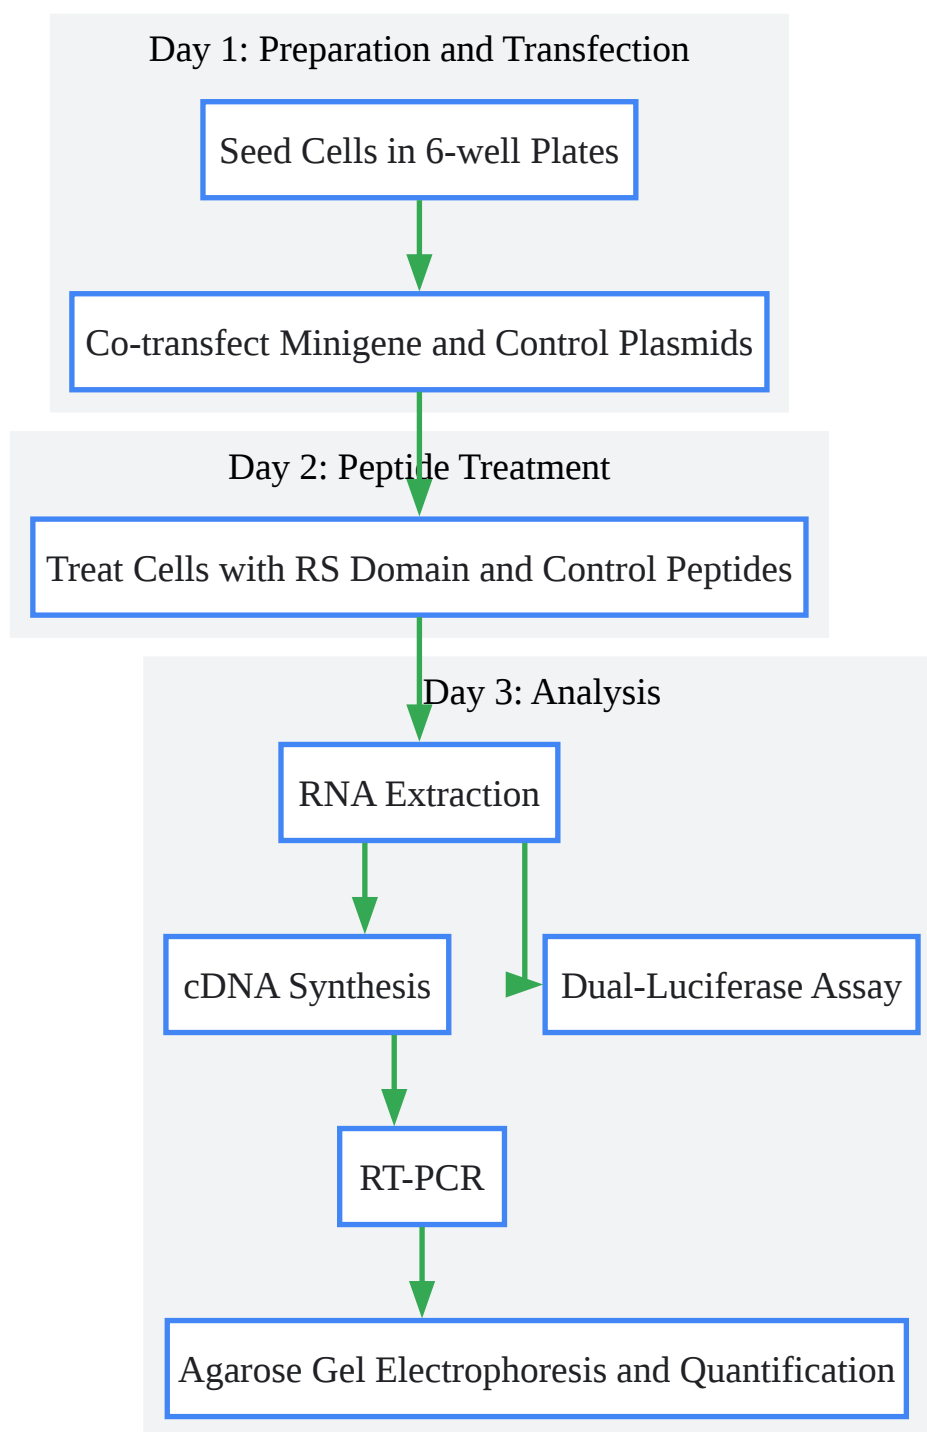 Day 1: Preparation and Transfection
Seed Cells in 6-well Plates
Co-transfect Minigene and Control Plasmids
Day 2: Peptide Treatment
Treat Cells with RS Domain and Control Peptides
Day 3: Analysis
RNA Extraction
cDNA Synthesis
Dual-Luciferase Assay
RT-PCR
Agarose Gel Electrophoresis and Quantification